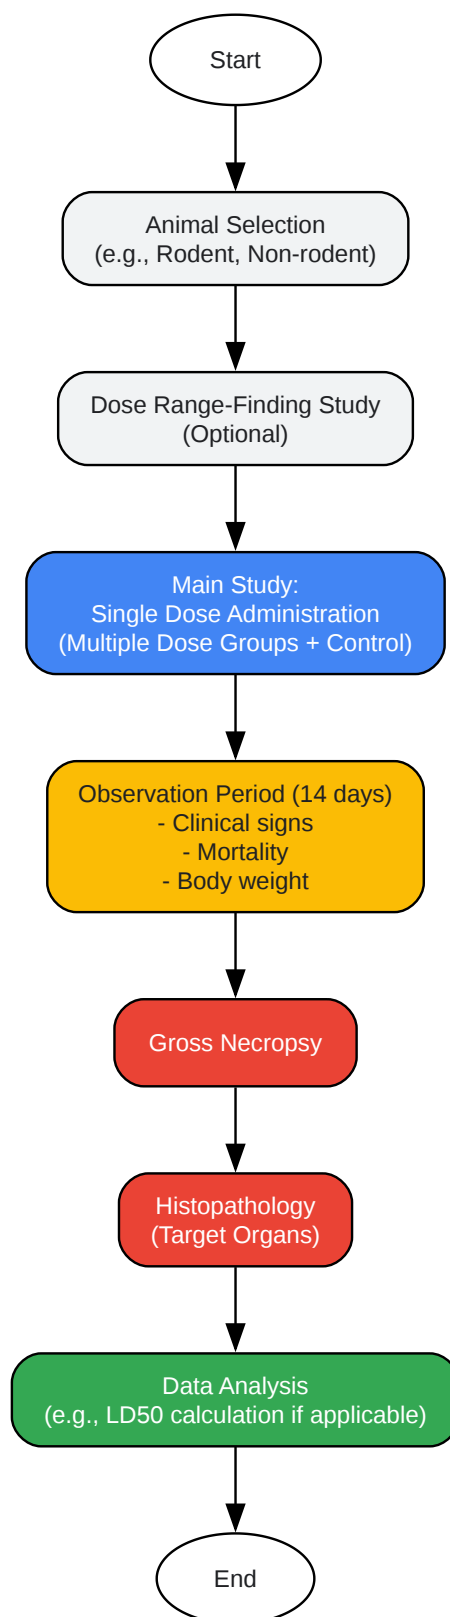 Start
Animal Selection
(e.g., Rodent, Non-rodent)
Dose Range-Finding Study
(Optional)
Main Study:
Single Dose Administration
(Multiple Dose Groups + Control)
Observation Period (14 days)
- Clinical signs
- Mortality
- Body weight
Gross Necropsy
Histopathology
(Target Organs)
Data Analysis
(e.g., LD50 calculation if applicable)
End